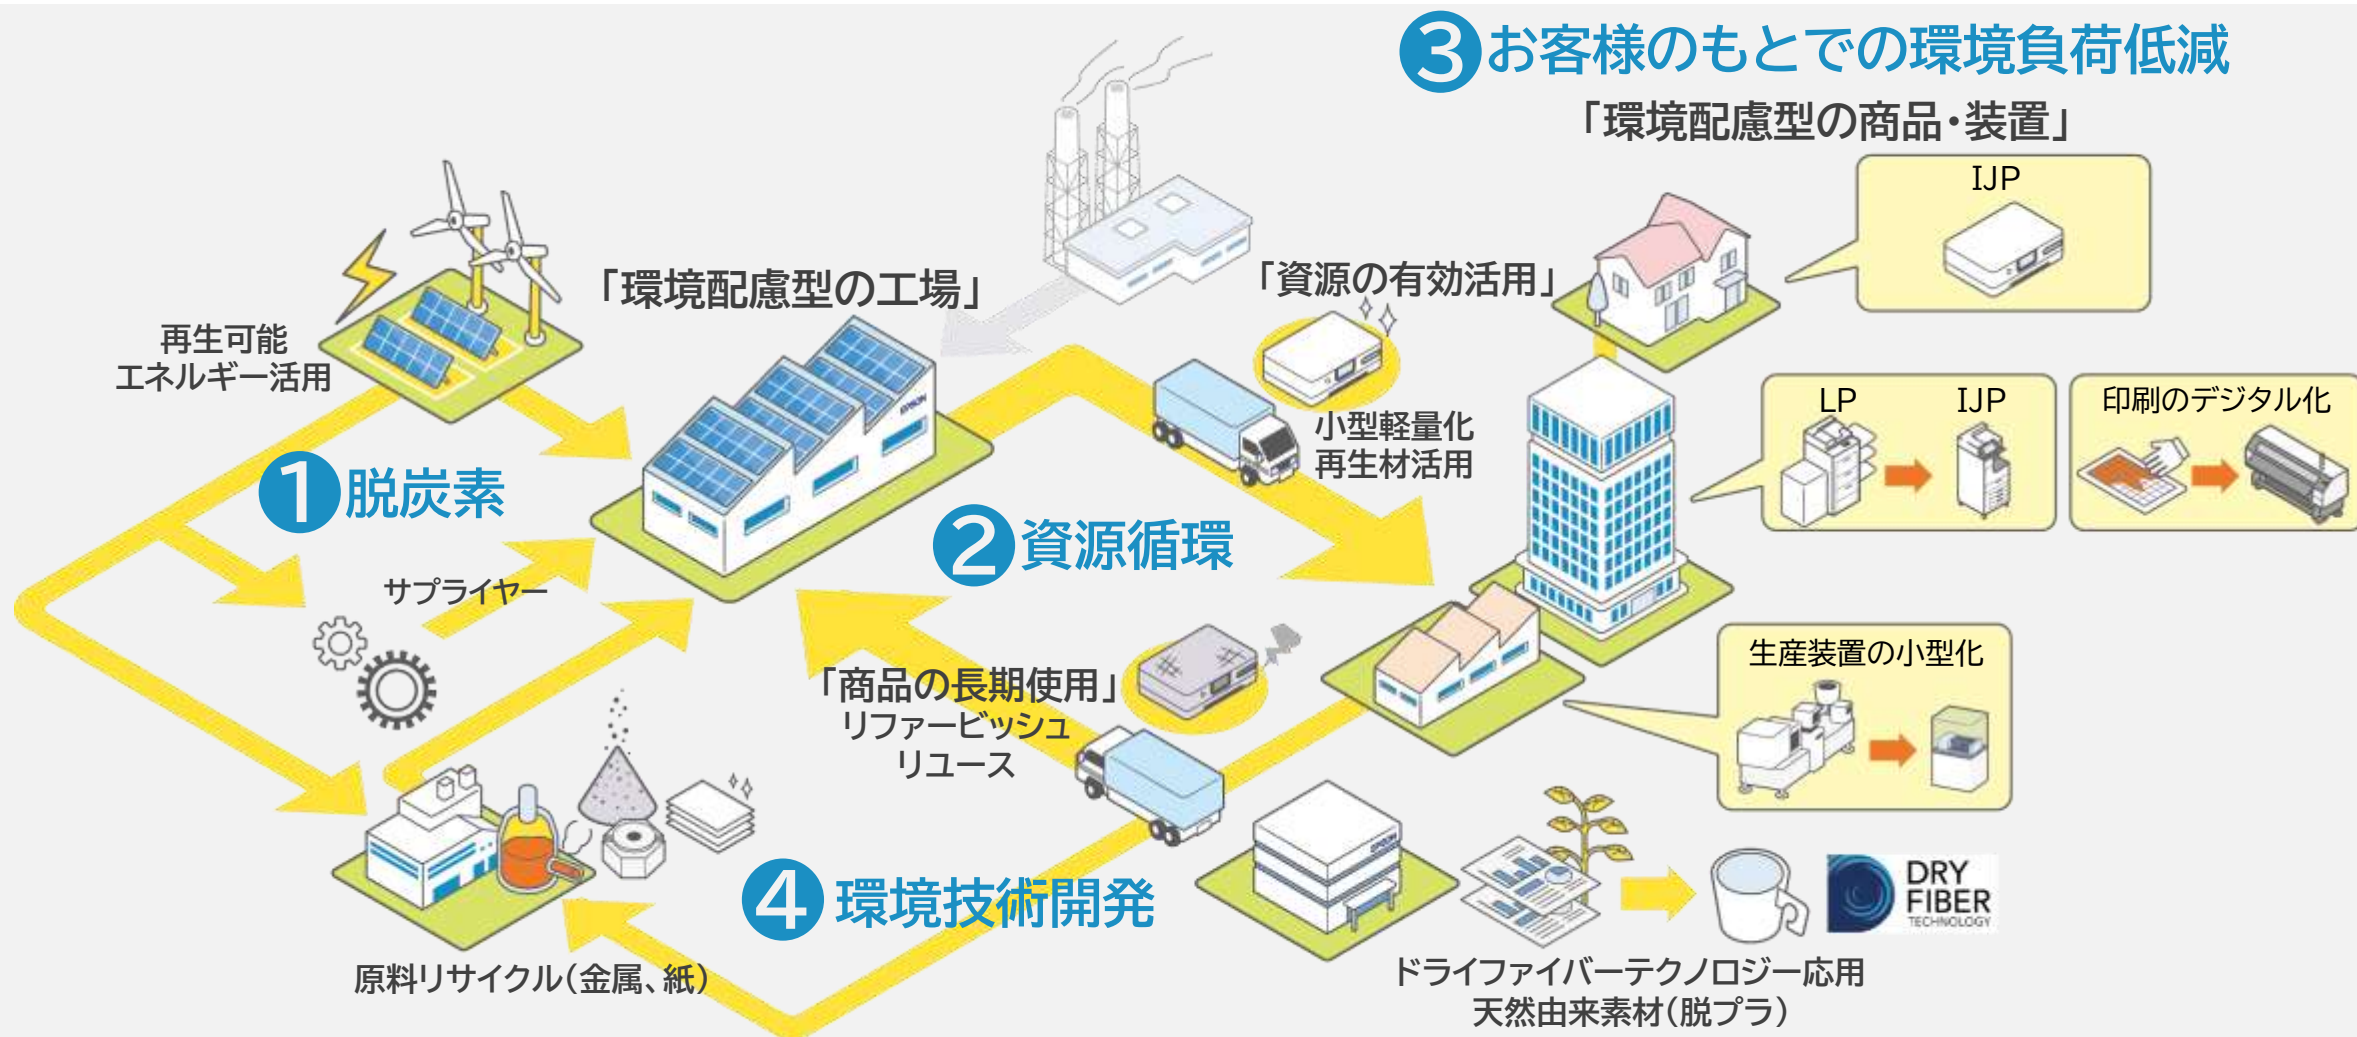 ❸お客様のもとでの環境負荷低減
「環境配慮型の商品・装置」
IJP
「環境配慮型の工場」
「資源の有効活用」
再生可能
エネルギー活用
小型軽量化
再生材活用
LP
IJP
印刷のデジタル化
EPSON
❶脱炭素
❷資源循環
サプライヤー
「商品の長期使用」
リファービッシュ
リユース
生産装置の小型化
EPSON
❹環境技術開発
DRY
FIBER
TECHNOLOGY
原料リサイクル(金属、紙)
ドライファイバーテクノロジー応用
天然由来素材(脱プラ)